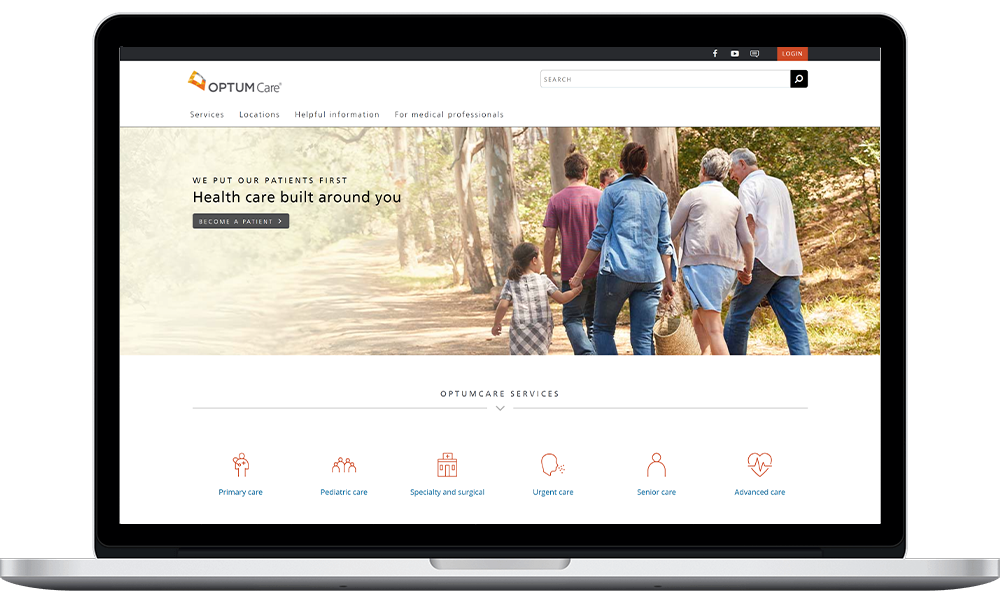 LOGIN
OPTUM Care®
SEARCH
Services Locations Helpful information For medical professionals
WE PUT OUR PATIENTS FIRST
Health care built around you
BECOME A PATIENT >
OPTUMCARE SERVICES
Primary care Pediatric care Specialty and surgical Urgent care Senior care Advanced care